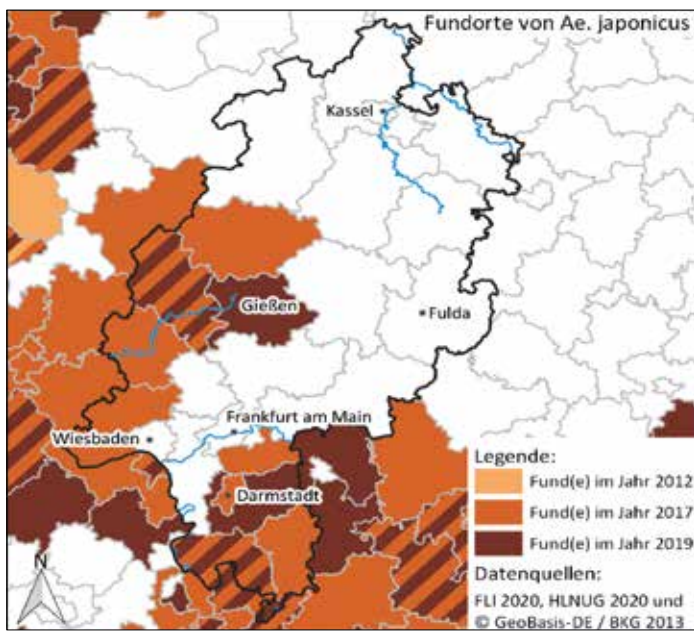 Fundorte von Ae. japonicus
Kassel
Gießen
Fulda
Frankfurt am Main
Wiesbaden
Darmstadt
Legende:
Fund(e) im Jahr 2012
Fund(e) im Jahr 2017
Fund(e) im Jahr 2019
Datenquellen:
FLI 2020, HLNUG 2020 und
© GeoBasis-DE / BKG 2013
N